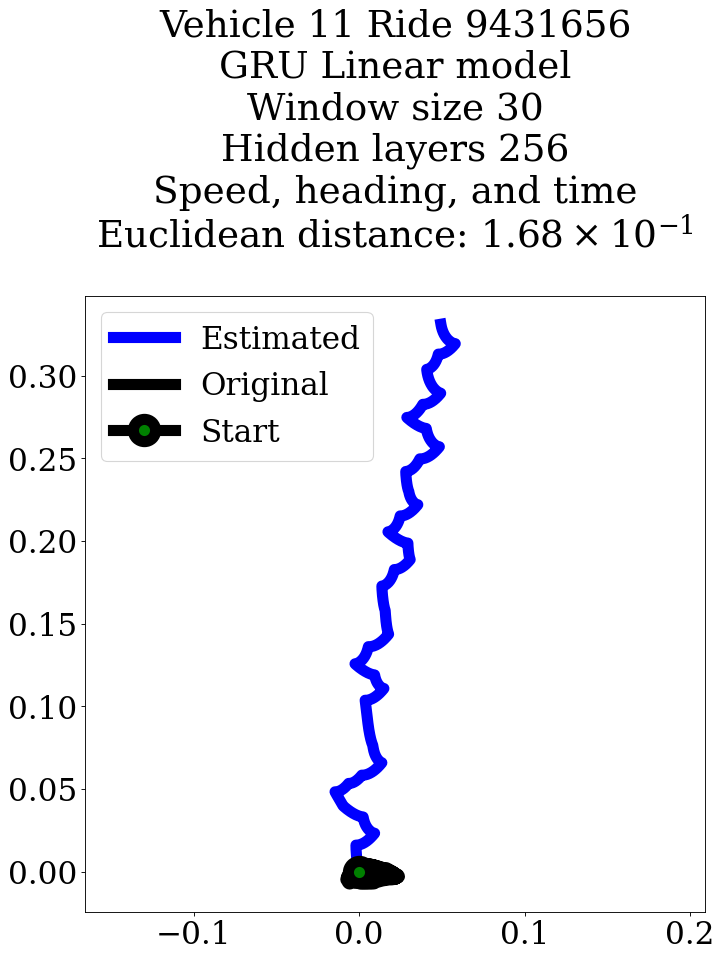 Vehicle 11 Ride 9431656
GRU Linear model
Window size 30
Hidden layers 256
Speed, heading, and time
Euclidean distance: 1.68 × 10⁻¹
Estimated
Original
Start
0.30
0.25
0.20
0.15
0.10
0.05
0.00
−0.1
0.0
0.1
0.2